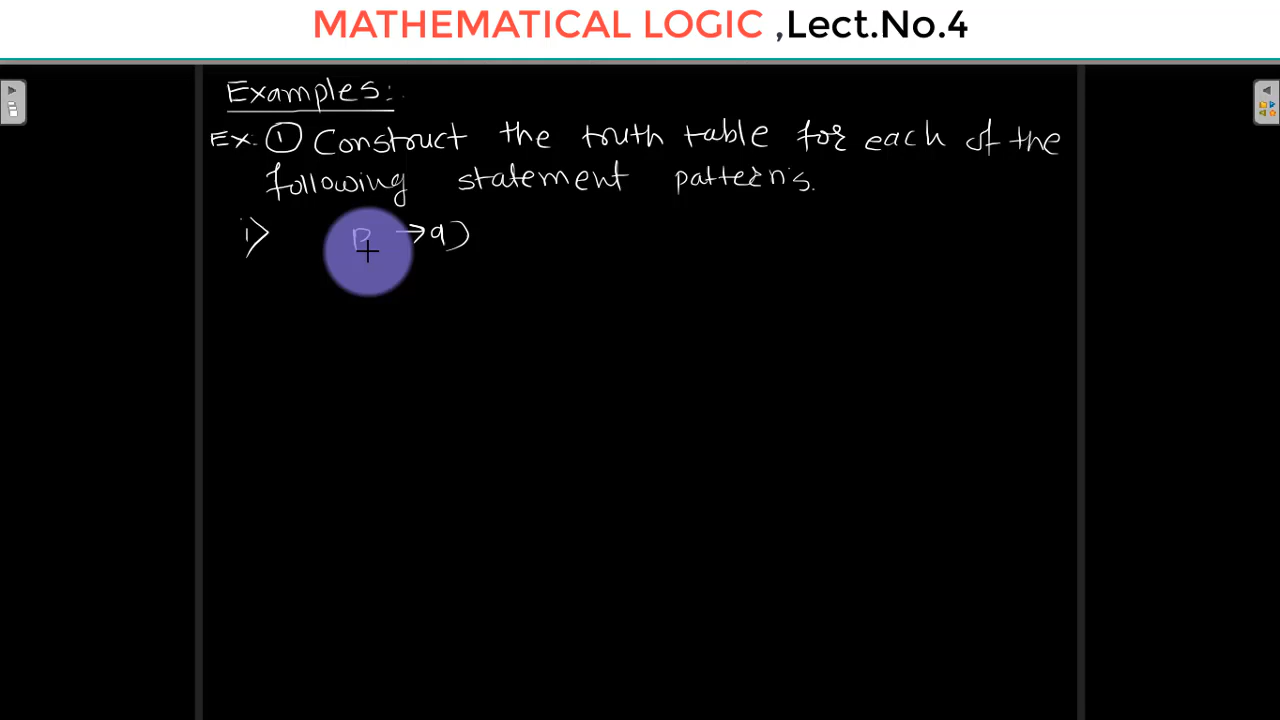 MATHEMATICAL LOGIC ,Lect.No.4
Examples:
Ex. ① Construct the truth table for each of the
following statement patterns.
i) p → q)